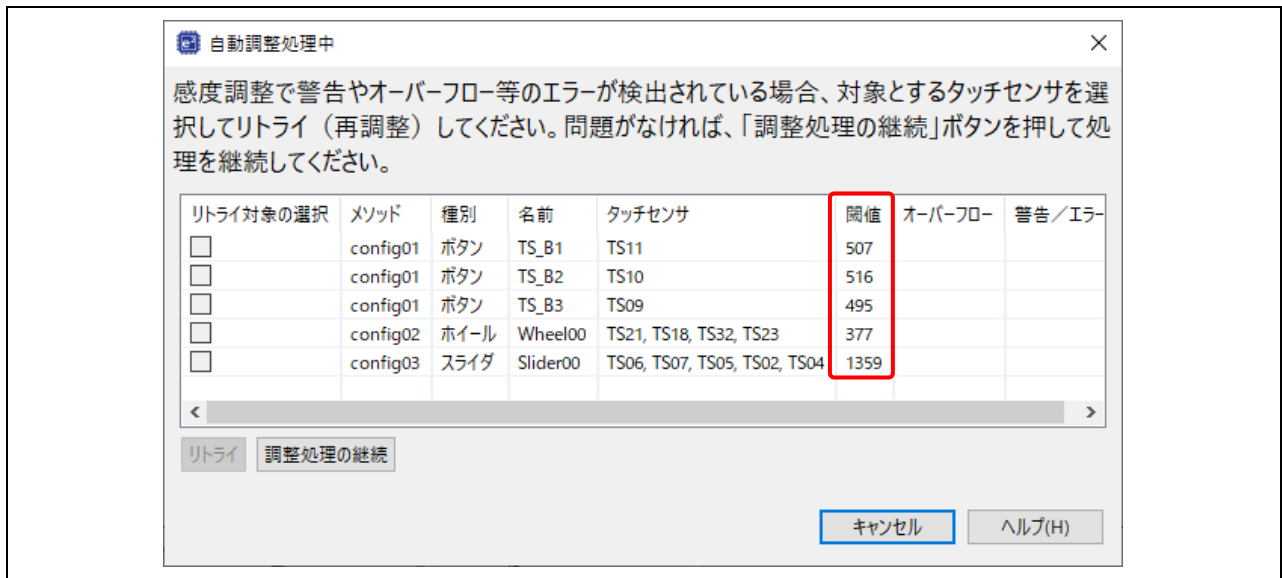 自動調整処理中
感度調整で警告やオーバーフロー等のエラーが検出されている場合、対象とするタッチセンサを選
択してリトライ（再調整）してください。問題がなければ、「調整処理の継続」ボタンを押して処
理を継続してください。
リトライ対象の選択 メソッド 種別 名前 タッチセンサ 閾値 オーバーフロー 警告／エラー
config01 ボタン TS_B1 TS11 507
config01 ボタン TS_B2 TS10 516
config01 ボタン TS_B3 TS09 495
config02 ホイール Wheel00 TS21, TS18, TS32, TS23 377
config03 スライダ Slider00 TS06, TS07, TS05, TS02, TS04 1359
リトライ 調整処理の継続
キャンセル ヘルプ(H)